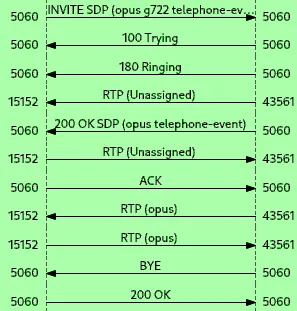 5060 INVITE SDP (opus g722 telephone-ev... 5060
5060 100 Trying 5060
5060 180 Ringing 5060
15152 RTP (Unassigned) 43561
5060 200 OK SDP (opus telephone-event) 5060
15152 RTP (Unassigned) 43561
5060 ACK 5060
15152 RTP (opus) 43561
15152 RTP (opus) 43561
5060 BYE 5060
5060 200 OK 5060